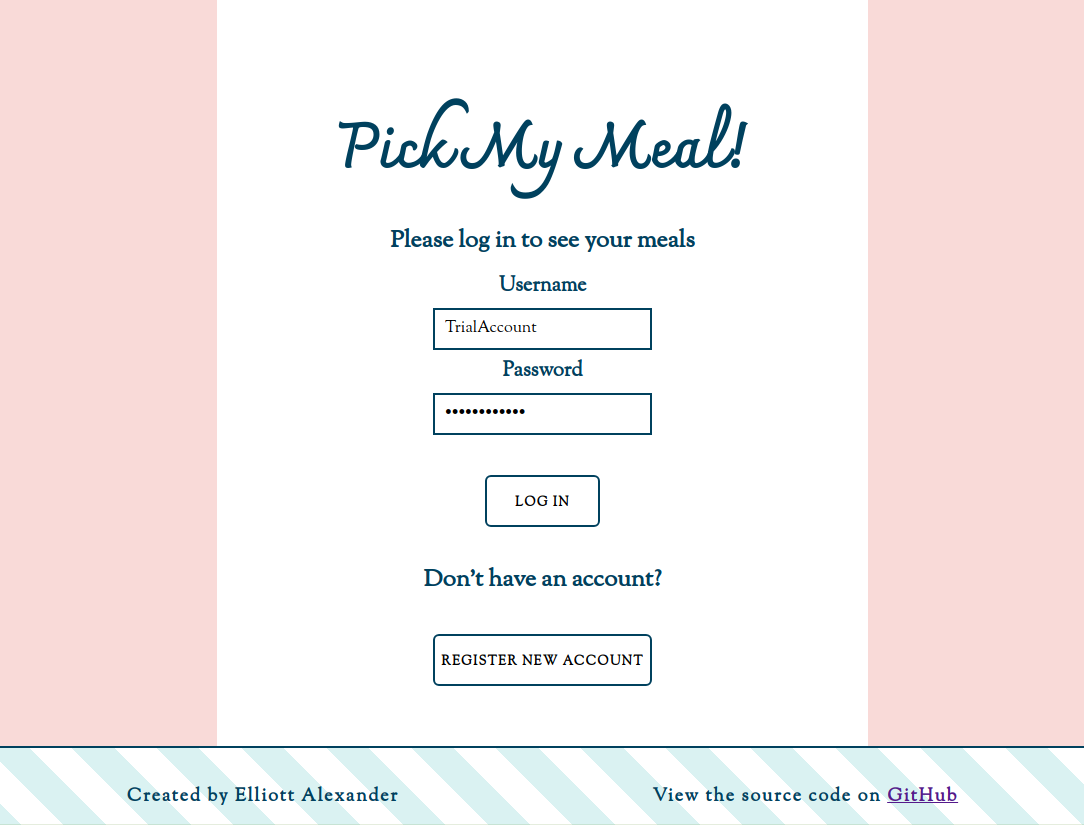 Pick My Meal!
Please log in to see your meals
Username
TrialAccount
Password
••••••••••••
LOG IN
Don't have an account?
REGISTER NEW ACCOUNT
Created by Elliott Alexander
View the source code on GitHub